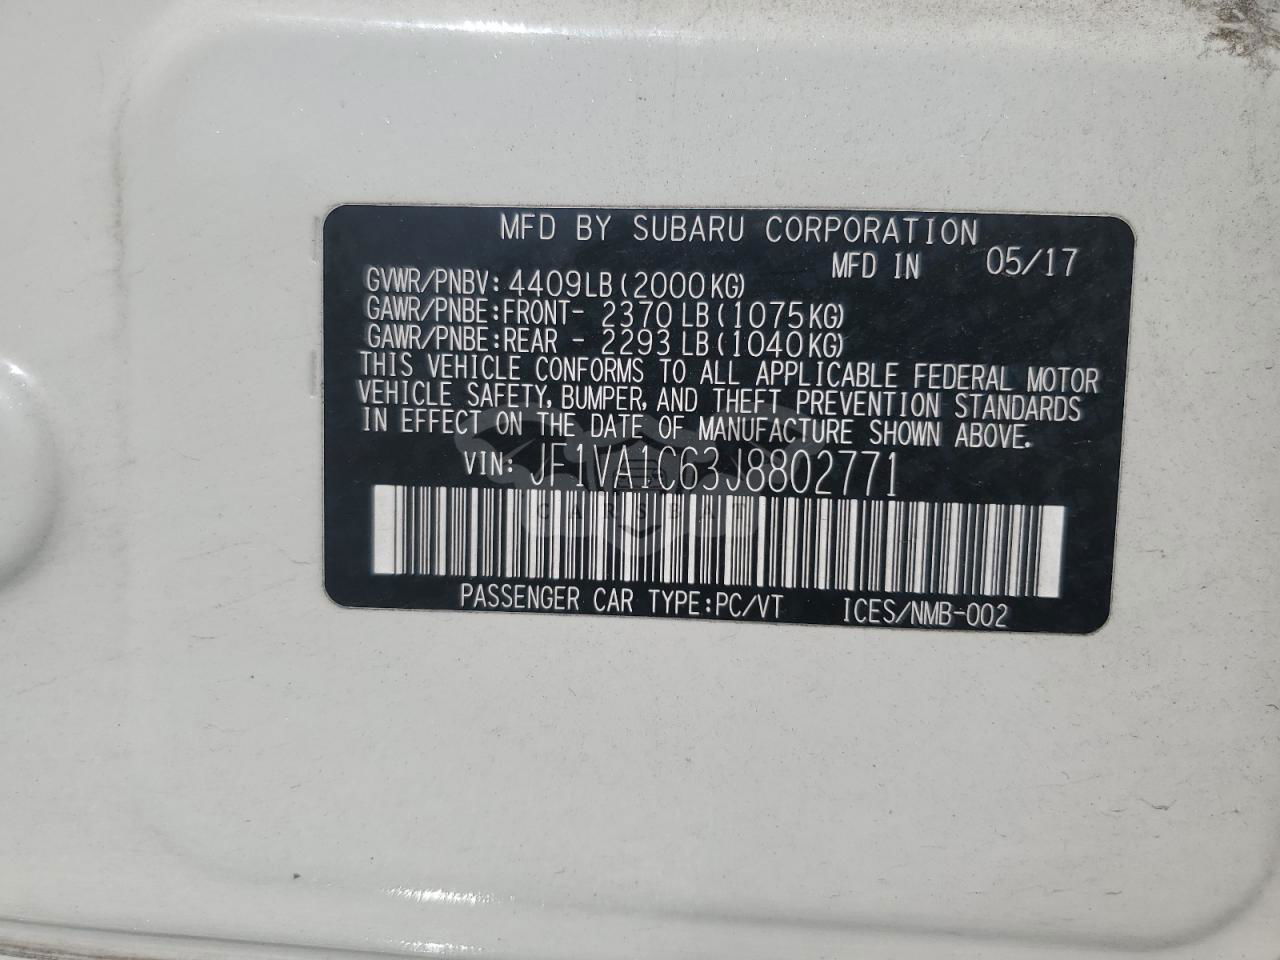 MFD BY SUBARU CORPORATION
MFD IN 05/17
GVWR/PNBV: 4409LB(2000KG)
GAWR/PNBE:FRONT- 2370 LB(1075KG)
GAWR/PNBE:REAR - 2293 LB(1040KG)
THIS VEHICLE CONFORMS TO ALL APPLICABLE FEDERAL MOTOR
VEHICLE SAFETY, BUMPER, AND THEFT PREVENTION STANDARDS
IN EFFECT ON THE DATE OF MANUFACTURE SHOWN ABOVE.
VIN: JF1VA1C63J8802771
CARSBAT
PASSENGER CAR TYPE:PC/VT ICES/NMB-002